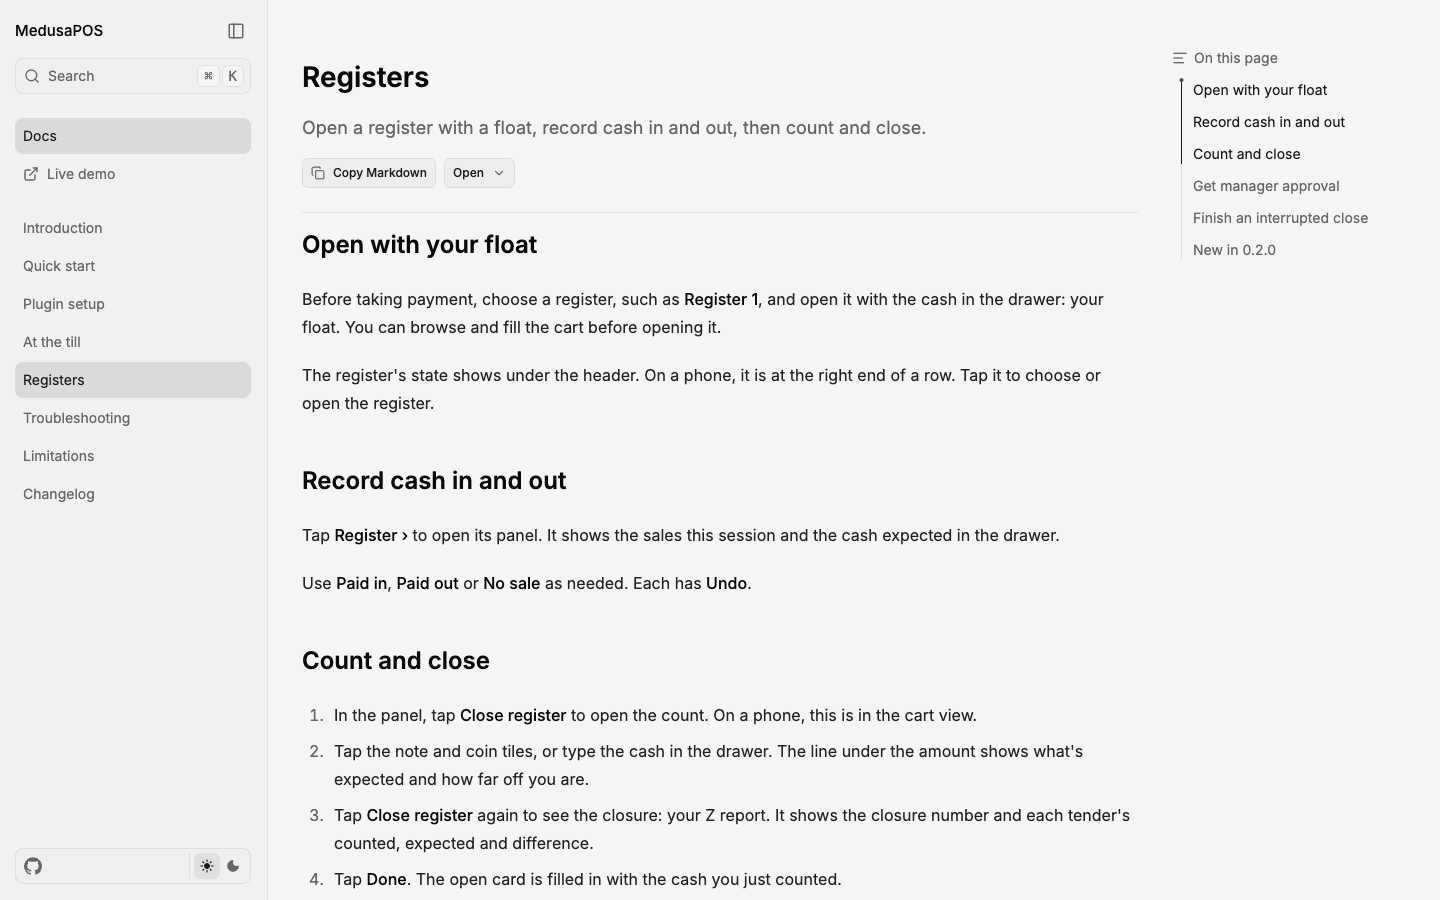 MedusaPOS
Search
⌘ K
Docs
Live demo
Introduction
Quick start
Plugin setup
At the till
Registers
Troubleshooting
Limitations
Changelog
Registers
Open a register with a float, record cash in and out, then count and close.
Copy Markdown
Open
Open with your float
Before taking payment, choose a register, such as Register 1, and open it with the cash in the drawer: your
float. You can browse and fill the cart before opening it.
The register's state shows under the header. On a phone, it is at the right end of a row. Tap it to choose or
open the register.
Record cash in and out
Tap Register › to open its panel. It shows the sales this session and the cash expected in the drawer.
Use Paid in, Paid out or No sale as needed. Each has Undo.
Count and close
1. In the panel, tap Close register to open the count. On a phone, this is in the cart view.
2. Tap the note and coin tiles, or type the cash in the drawer. The line under the amount shows what's
expected and how far off you are.
3. Tap Close register again to see the closure: your Z report. It shows the closure number and each tender's
counted, expected and difference.
4. Tap Done. The open card is filled in with the cash you just counted.
On this page
Open with your float
Record cash in and out
Count and close
Get manager approval
Finish an interrupted close
New in 0.2.0